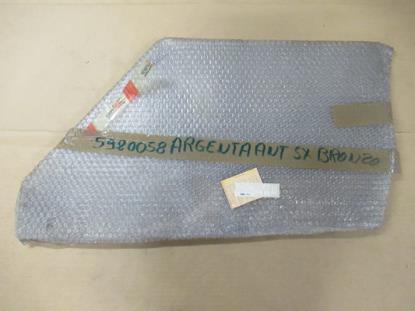 5980058 ARGENTA ANT SX BRONZO